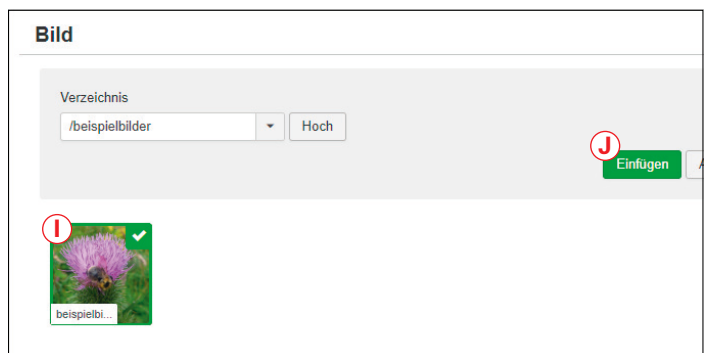 Bild
Verzeichnis
/beispielbilder
Hoch
J
Einfügen
A
I
beispielbi...